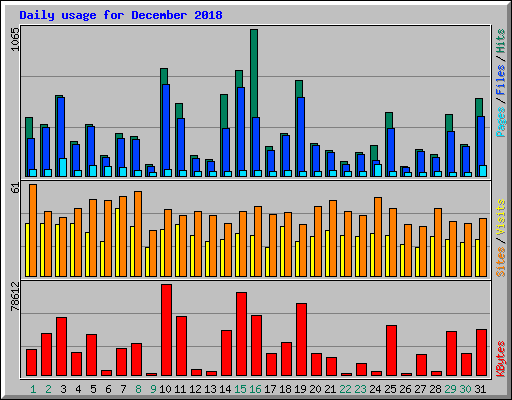 Daily usage for December 2018
1065
Pages / Files / Hits
61
Sites / Visits
78612
KBytes
1 2 3 4 5 6 7 8 9 10 11 12 13 14 15 16 17 18 19 20 21 22 23 24 25 26 27 28 29 30 31